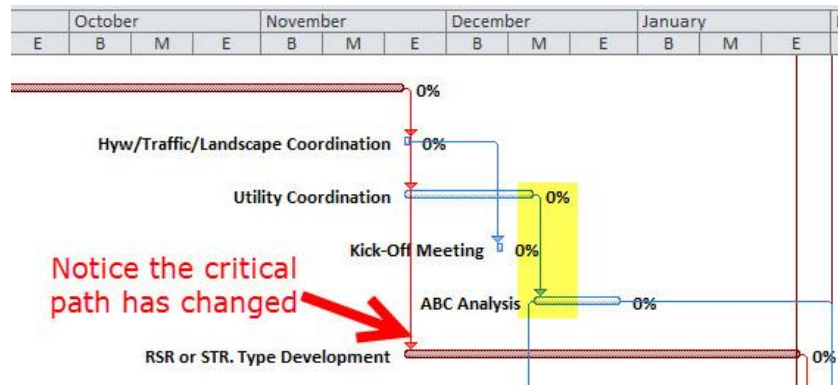 October November December January
E B M E B M E B M E B M E
0%
Hyw/Traffic/Landscape Coordination 0%
Utility Coordination 0%
Kick-Off Meeting 0%
Notice the critical
path has changed
ABC Analysis 0%
RSR or STR. Type Development 0%